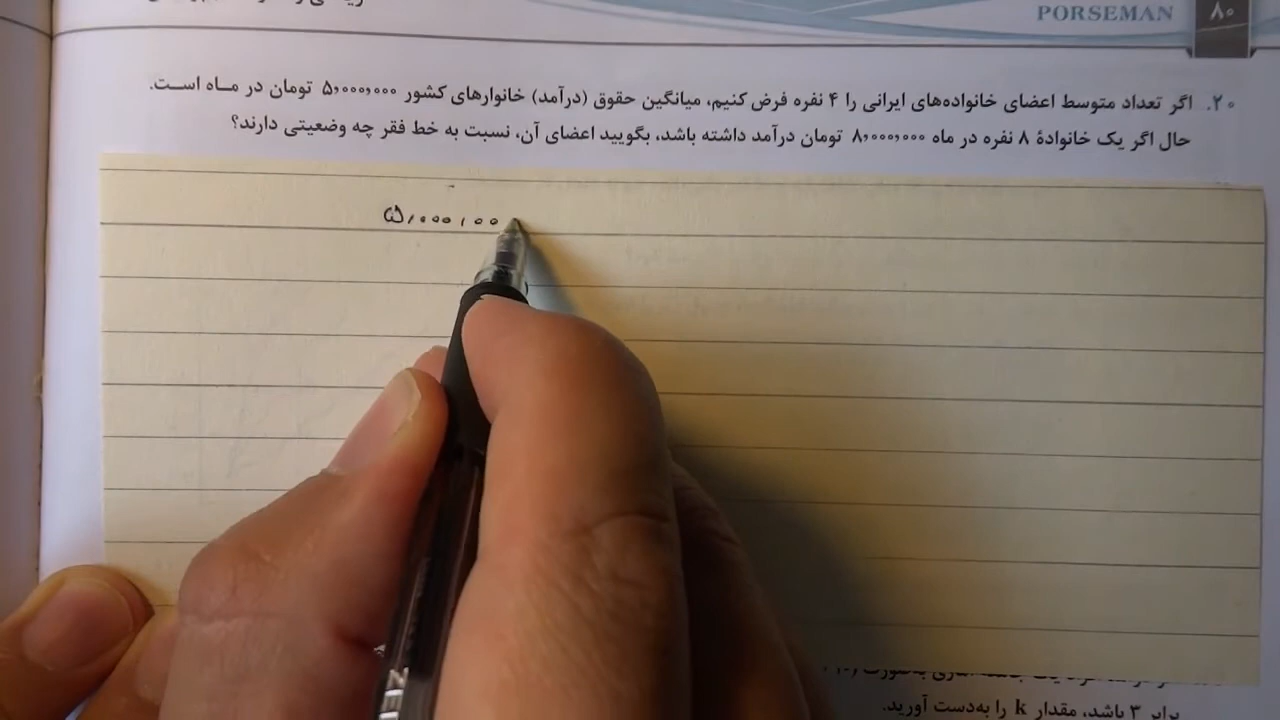 PORSEMAN ۸۰
۲۰. اگر تعداد متوسط اعضای خانواده‌های ایرانی را ۴ نفره فرض کنیم، میانگین حقوق (درآمد) خانوارهای کشور ۵,۰۰۰,۰۰۰ تومان در ماه است.
حال اگر یک خانوادهٔ ۸ نفره در ماه ۸,۰۰۰,۰۰۰ تومان درآمد داشته باشد، بگویید اعضای آن، نسبت به خط فقر چه وضعیتی دارند؟
۵,۰۰۰,۰۰
برابر ۳ باشد، مقدار k را به‌دست آورید.